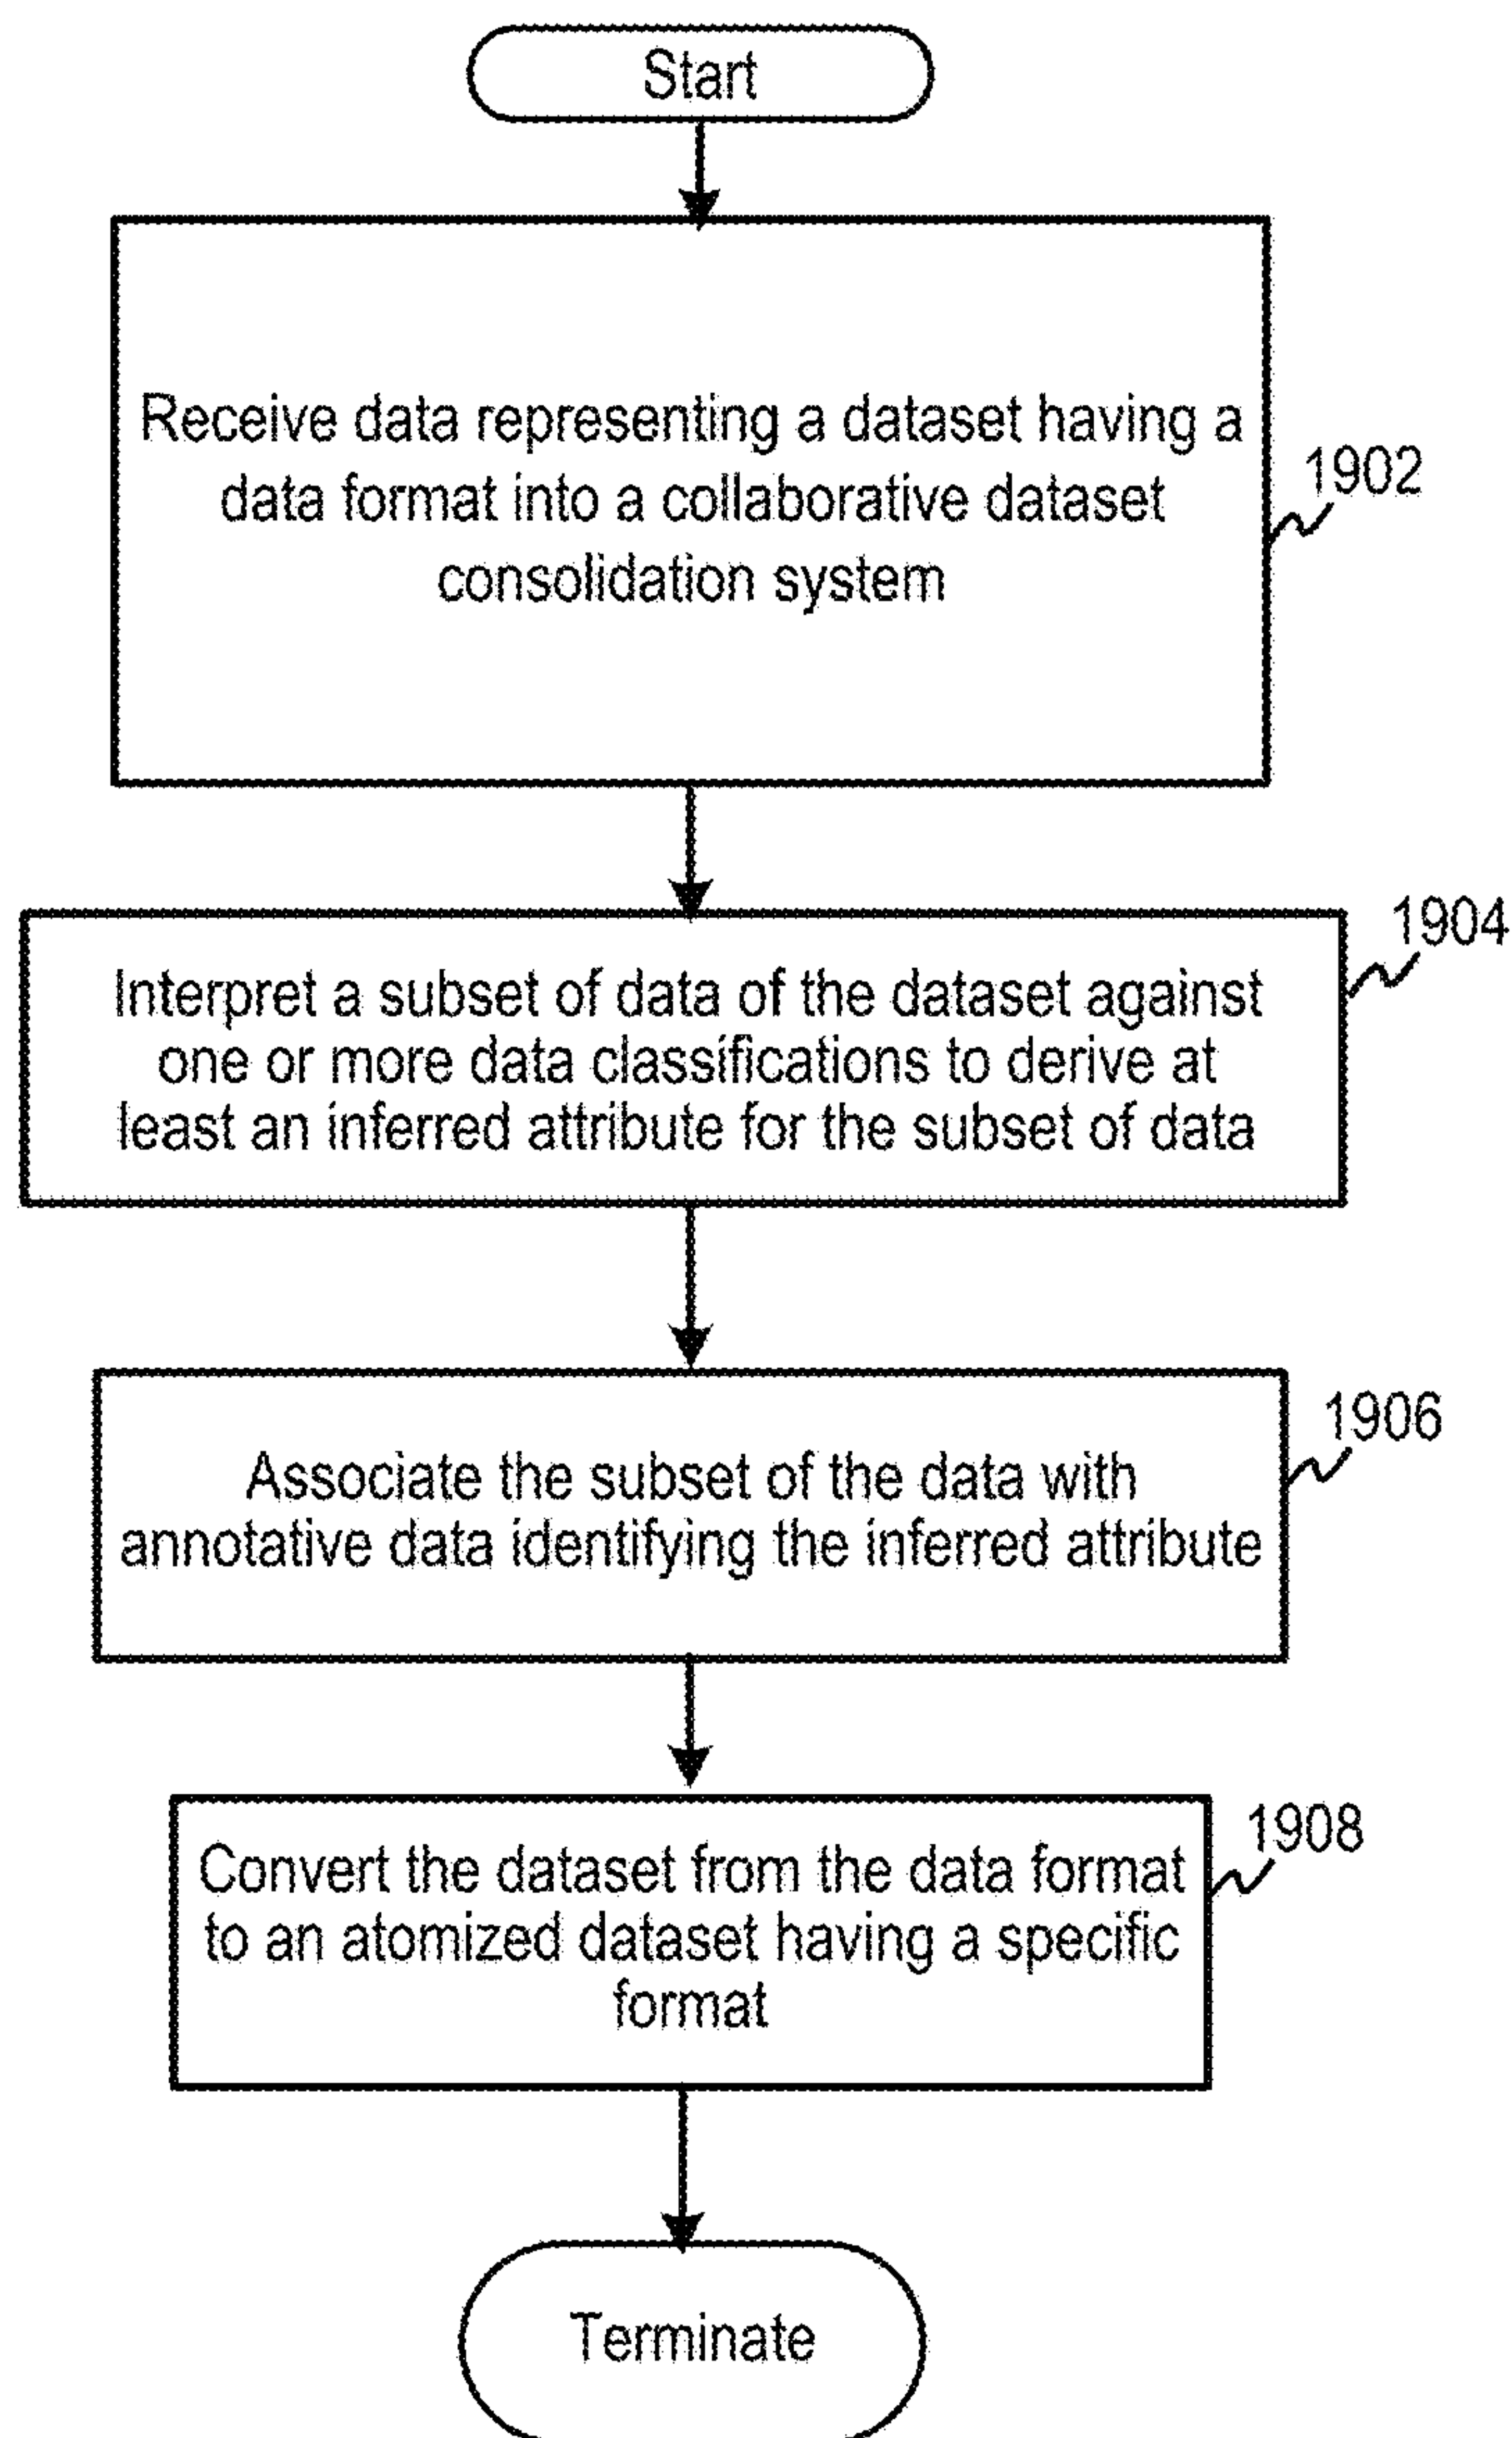 Start
Receive data representing a dataset having a
data format into a collaborative dataset
consolidation system
1902
Interpret a subset of data of the dataset against
one or more data classifications to derive at
least an inferred attribute for the subset of data
1904
Associate the subset of the data with
annotative data identifying the inferred attribute
1906
Convert the dataset from the data format
to an atomized dataset having a specific
format
1908
Terminate